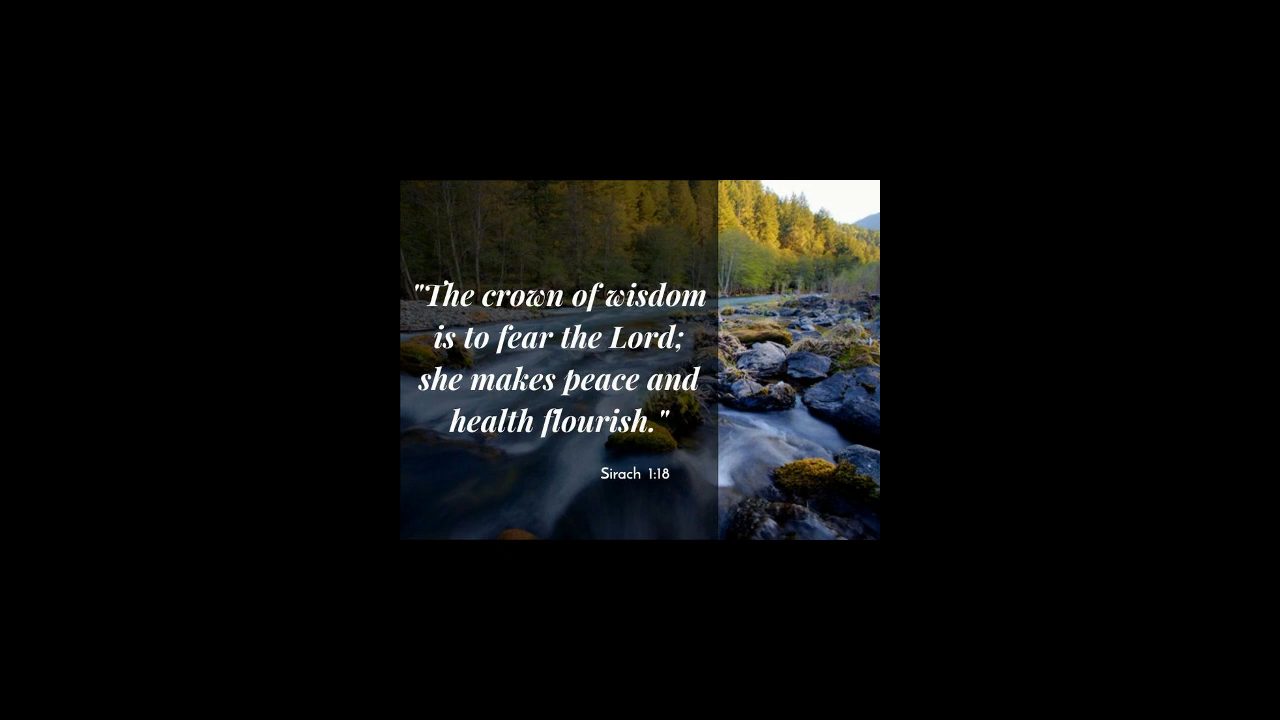 "The crown of wisdom
is to fear the Lord;
she makes peace and
health flourish."
Sirach 1:18